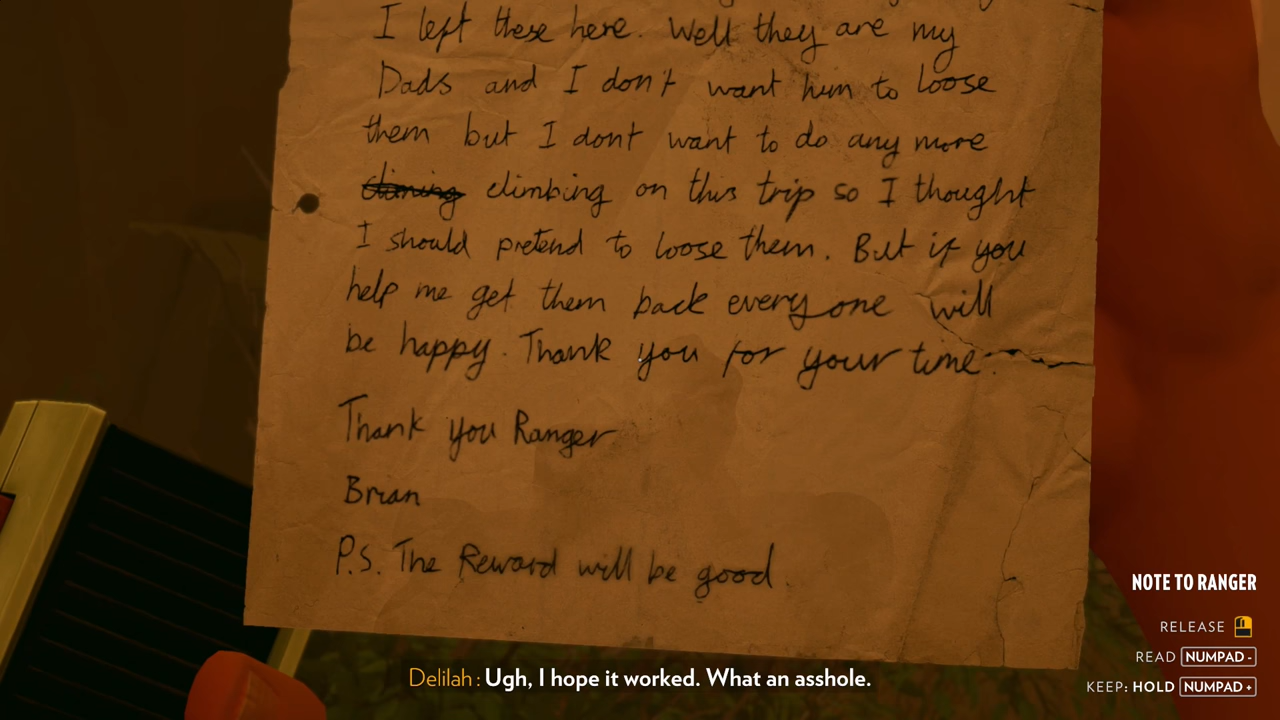 I left these here. Well they are my
Dads and I don't want him to loose
them but I dont want to do any more
climing climbing on this trip so I thought
I should pretend to loose them. But if you
help me get them back everyone will
be happy. Thank you for your time.
Thank you Ranger
Brian
P.S. The Reward will be good.
NOTE TO RANGER
RELEASE
READ NUMPAD -
KEEP: HOLD NUMPAD +
Delilah : Ugh, I hope it worked. What an asshole.